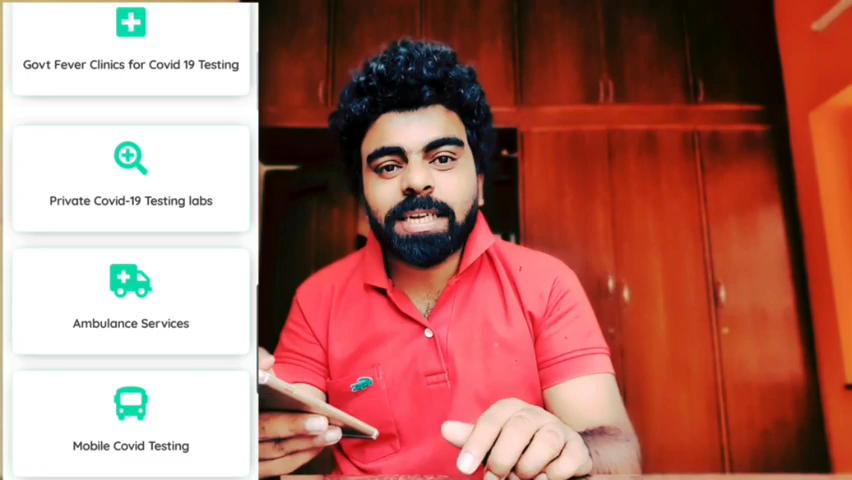 Govt Fever Clinics for Covid 19 Testing
Private Covid-19 Testing labs
Ambulance Services
Mobile Covid Testing